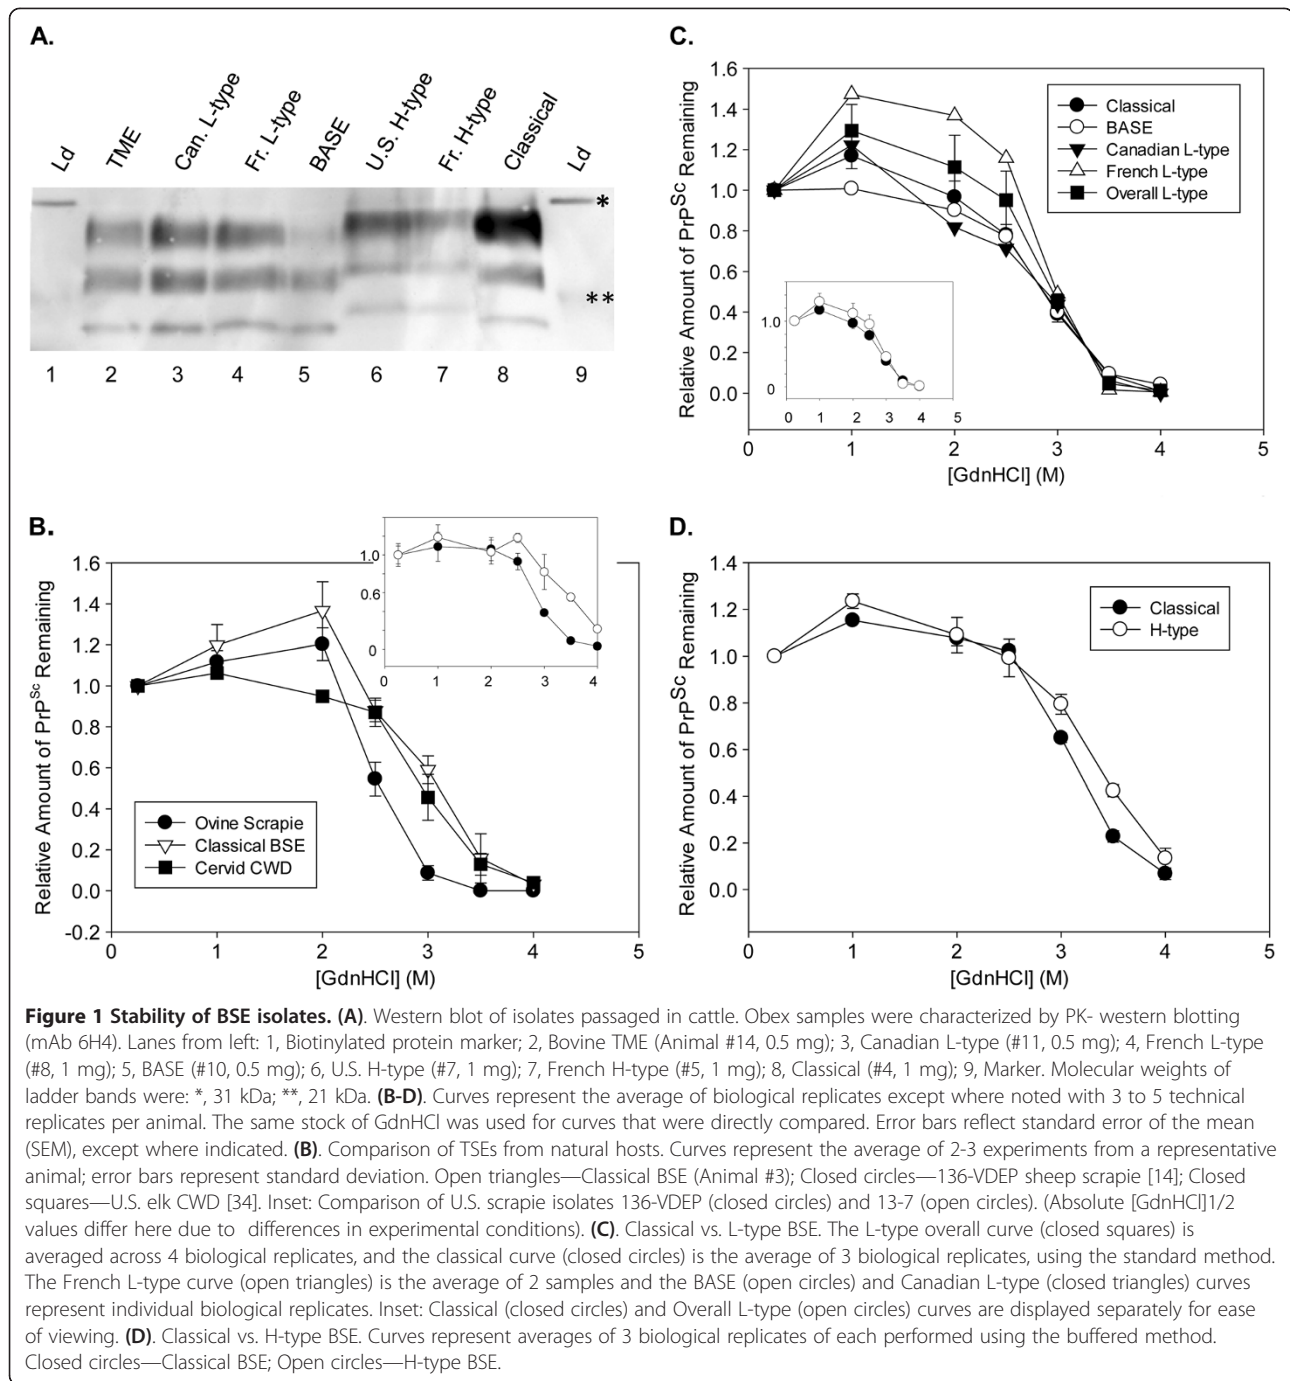 A.
Ld
TME
Can. L-type
Fr. L-type
BASE
U.S. H-type
Fr. H-type
Classical
Ld
*
**
1 2 3 4 5 6 7 8 9
C.
Relative Amount of PrPSc Remaining
1.6
1.4
1.2
1.0
0.8
0.6
0.4
0.2
0.0
Classical
BASE
Canadian L-type
French L-type
Overall L-type
1.0
0
0 1 2 3 4 5
0 1 2 3 4 5
[GdnHCl] (M)
B.
Relative Amount of PrPSc Remaining
1.6
1.4
1.2
1.0
0.8
0.6
0.4
0.2
0.0
-0.2
1.0
0.6
0
0 1 2 3 4
Ovine Scrapie
Classical BSE
Cervid CWD
0 1 2 3 4 5
[GdnHCl] (M)
D.
Relative Amount of PrPSc Remaining
1.4
1.2
1.0
0.8
0.6
0.4
0.2
0.0
Classical
H-type
0 1 2 3 4 5
[GdnHCl] (M)
Figure 1 Stability of BSE isolates. (A). Western blot of isolates passaged in cattle. Obex samples were characterized by PK- western blotting
(mAb 6H4). Lanes from left: 1, Biotinylated protein marker; 2, Bovine TME (Animal #14, 0.5 mg); 3, Canadian L-type (#11, 0.5 mg); 4, French L-type
(#8, 1 mg); 5, BASE (#10, 0.5 mg); 6, U.S. H-type (#7, 1 mg); 7, French H-type (#5, 1 mg); 8, Classical (#4, 1 mg); 9, Marker. Molecular weights of
ladder bands were: *, 31 kDa; **, 21 kDa. (B-D). Curves represent the average of biological replicates except where noted with 3 to 5 technical
replicates per animal. The same stock of GdnHCl was used for curves that were directly compared. Error bars reflect standard error of the mean
(SEM), except where indicated. (B). Comparison of TSEs from natural hosts. Curves represent the average of 2-3 experiments from a representative
animal; error bars represent standard deviation. Open triangles—Classical BSE (Animal #3); Closed circles—136-VDEP sheep scrapie [14]; Closed
squares—U.S. elk CWD [34]. Inset: Comparison of U.S. scrapie isolates 136-VDEP (closed circles) and 13-7 (open circles). (Absolute [GdnHCl]1/2
values differ here due to differences in experimental conditions). (C). Classical vs. L-type BSE. The L-type overall curve (closed squares) is
averaged across 4 biological replicates, and the classical curve (closed circles) is the average of 3 biological replicates, using the standard method.
The French L-type curve (open triangles) is the average of 2 samples and the BASE (open circles) and Canadian L-type (closed triangles) curves
represent individual biological replicates. Inset: Classical (closed circles) and Overall L-type (open circles) curves are displayed separately for ease
of viewing. (D). Classical vs. H-type BSE. Curves represent averages of 3 biological replicates of each performed using the buffered method.
Closed circles—Classical BSE; Open circles—H-type BSE.